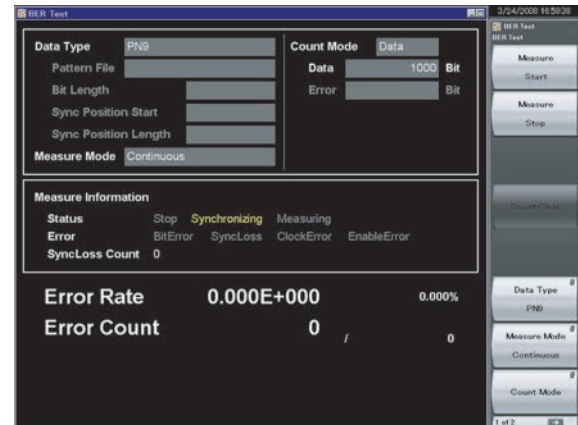 BER Test
3/24/2008 16:58:38
BER Test
BER Test
Data Type PN9
Count Mode Data
Pattern File
Data 1000 Bit
Bit Length
Error Bit
Sync Position Start
Sync Position Length
Measure Mode Continuous
Measure Information
Status Stop Synchronizing Measuring
Error BitError SyncLoss ClockError EnableError
SyncLoss Count 0
Error Rate 0.000E+000 0.000%
Error Count 0 / 0
Measure
Start
Measure
Stop
Count Clear
Data Type
PN9
Measure Mode
Continuous
Count Mode
1 of 2